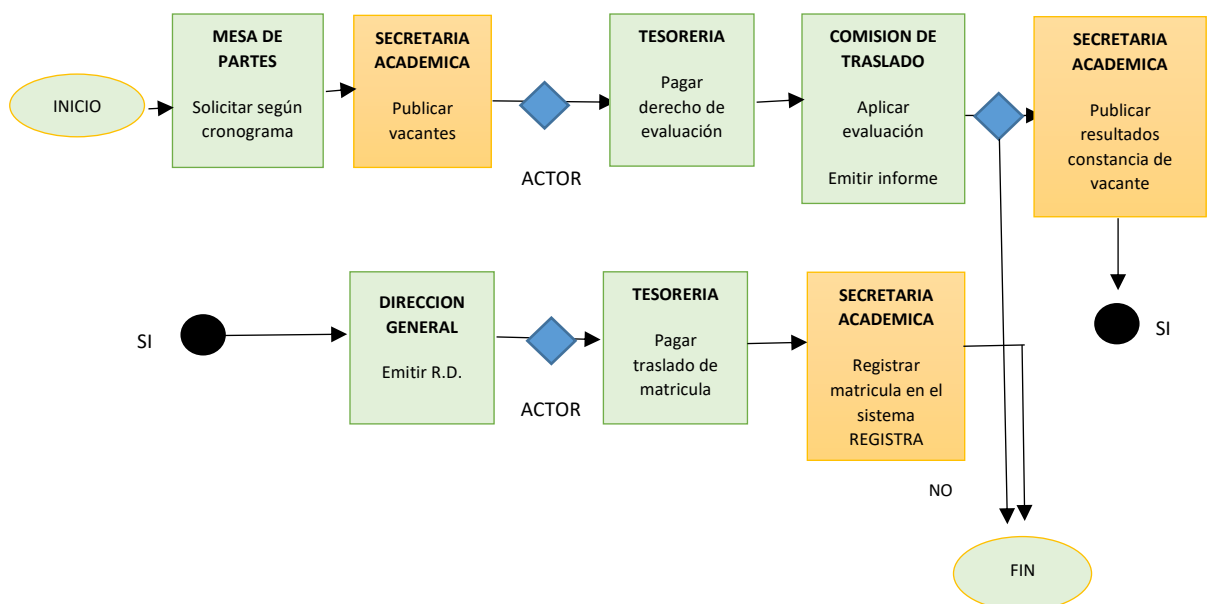 INICIO
MESA DE
PARTES
Solicitar según
cronograma
SECRETARIA
ACADEMICA
Publicar
vacantes
ACTOR
TESORERIA
Pagar
derecho de
evaluación
COMISION DE
TRASLADO
Aplicar
evaluación
Emitir informe
SECRETARIA
ACADEMICA
Publicar
resultados
constancia de
vacante
SI
SI
DIRECCION
GENERAL
Emitir R.D.
ACTOR
TESORERIA
Pagar
traslado de
matricula
SECRETARIA
ACADEMICA
Registrar
matricula en el
sistema
REGISTRA
NO
FIN